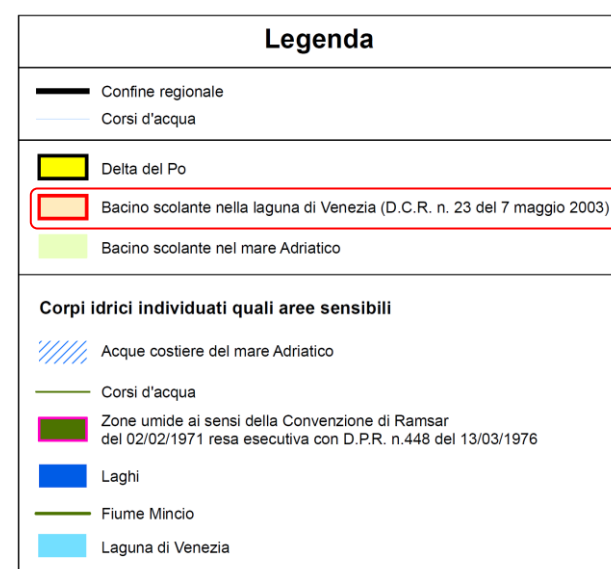 Legenda
Confine regionale
Corsi d'acqua
Delta del Po
Bacino scolante nella laguna di Venezia (D.C.R. n. 23 del 7 maggio 2003)
Bacino scolante nel mare Adriatico
Corpi idrici individuati quali aree sensibili
Acque costiere del mare Adriatico
Corsi d'acqua
Zone umide ai sensi della Convenzione di Ramsar
del 02/02/1971 resa esecutiva con D.P.R. n.448 del 13/03/1976
Laghi
Fiume Mincio
Laguna di Venezia